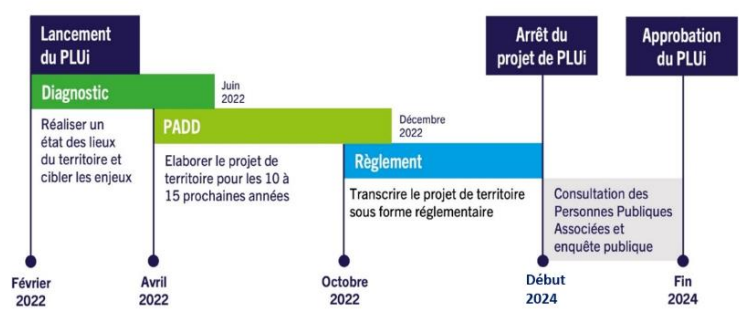 Lancement
du PLUi
Arrêt du
projet de PLUi
Approbation
du PLUi
Diagnostic
Juin
2022
Réaliser un
état des lieux
du territoire et
cibler les enjeux
PADD
Décembre
2022
Elaborer le projet de
territoire pour les 10 à
15 prochaines années
Règlement
Transcrire le projet de territoire
sous forme réglementaire
Consultation des
Personnes Publiques
Associées et
enquête publique
Février
2022
Avril
2022
Octobre
2022
Début
2024
Fin
2024